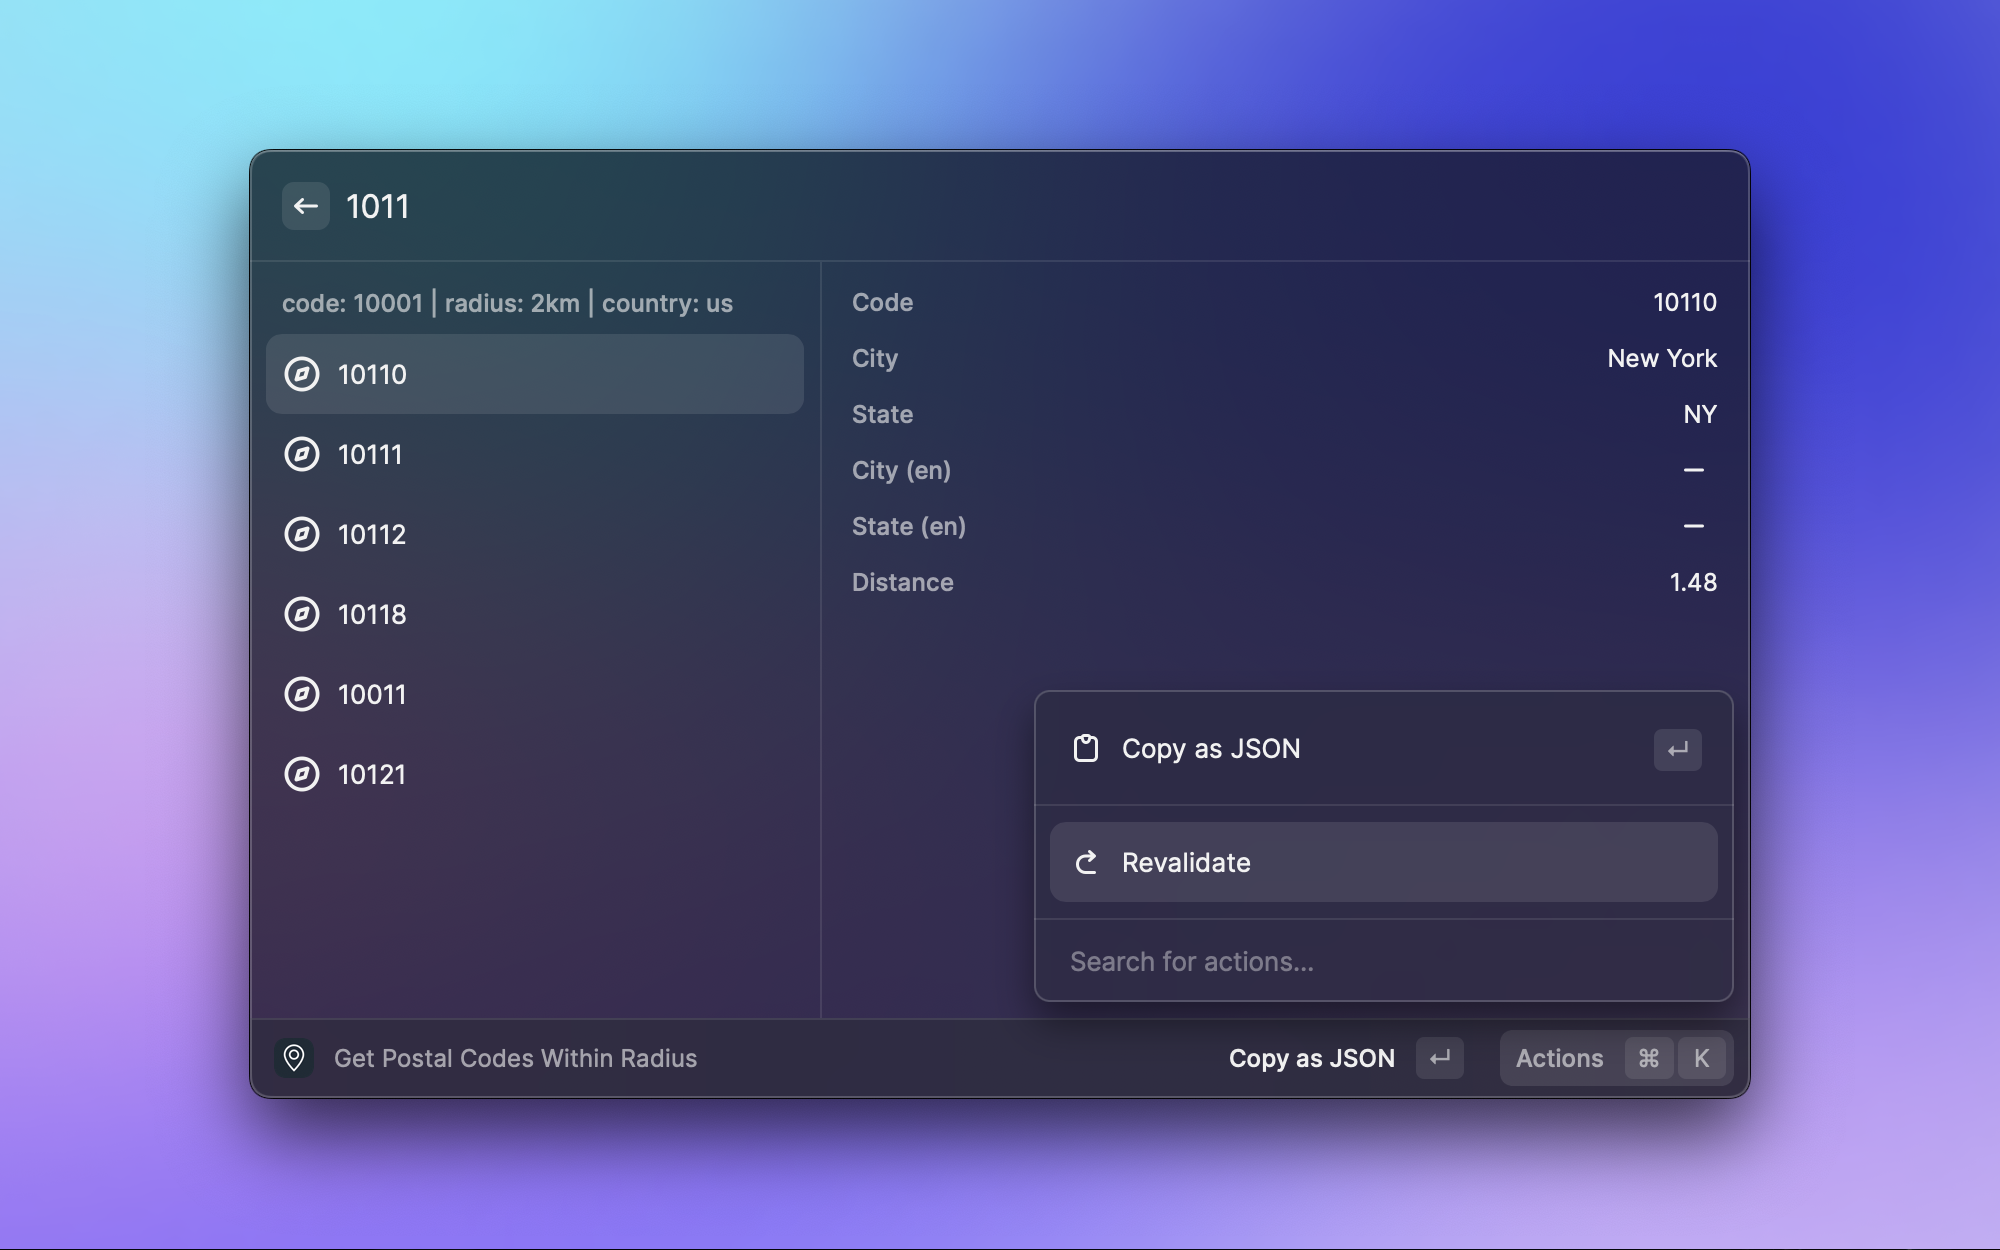 1011
code: 10001 | radius: 2km | country: us
10110
10111
10112
10118
10011
10121
Code 10110
City New York
State NY
City (en) —
State (en) —
Distance 1.48
Copy as JSON ↵
Revalidate
Search for actions...
Get Postal Codes Within Radius
Copy as JSON ↵ Actions ⌘ K